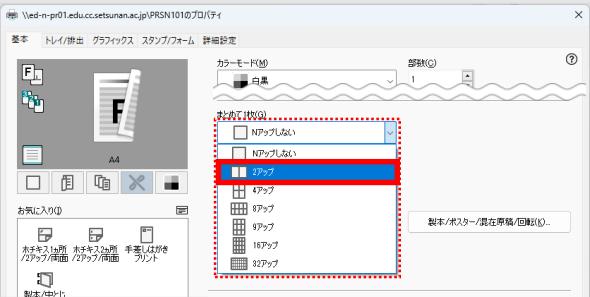 \\ed-n-pr01.edu.cc.setsunan.ac.jp\PRSN101のプロパティ
基本 トレイ/排出 グラフィックス スタンプ/フォーム 詳細設定
カラーモード(M)
白黒
部数(C)
1
まとめて1枚(G)
Nアップしない
Nアップしない
2アップ
4アップ
8アップ
9アップ
16アップ
32アップ
製本/ポスター/混在原稿/回転(K)...
A4
お気に入り(I)
ホチキス1ヵ所
/2アップ/両面
ホチキス2ヵ所
/2アップ/両面
手差しはがき
プリント
製本/中とじ